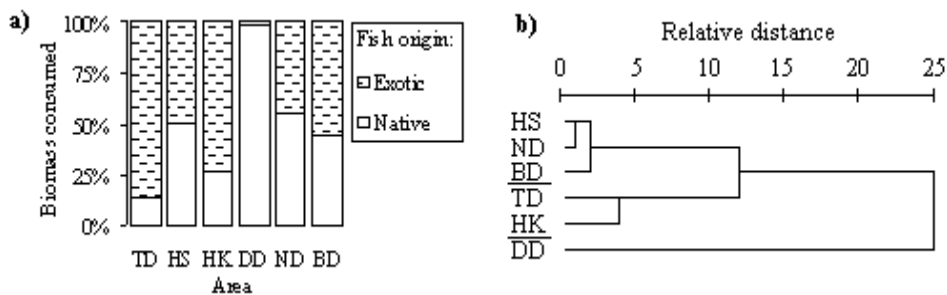 a)
100%
75%
50%
25%
0%
Biomass consumed
TD HS HK DD ND BD
Area
Fish origin:
Exotic
Native
b)
Relative distance
0 5 10 15 20 25
HS
ND
BD
TD
HK
DD